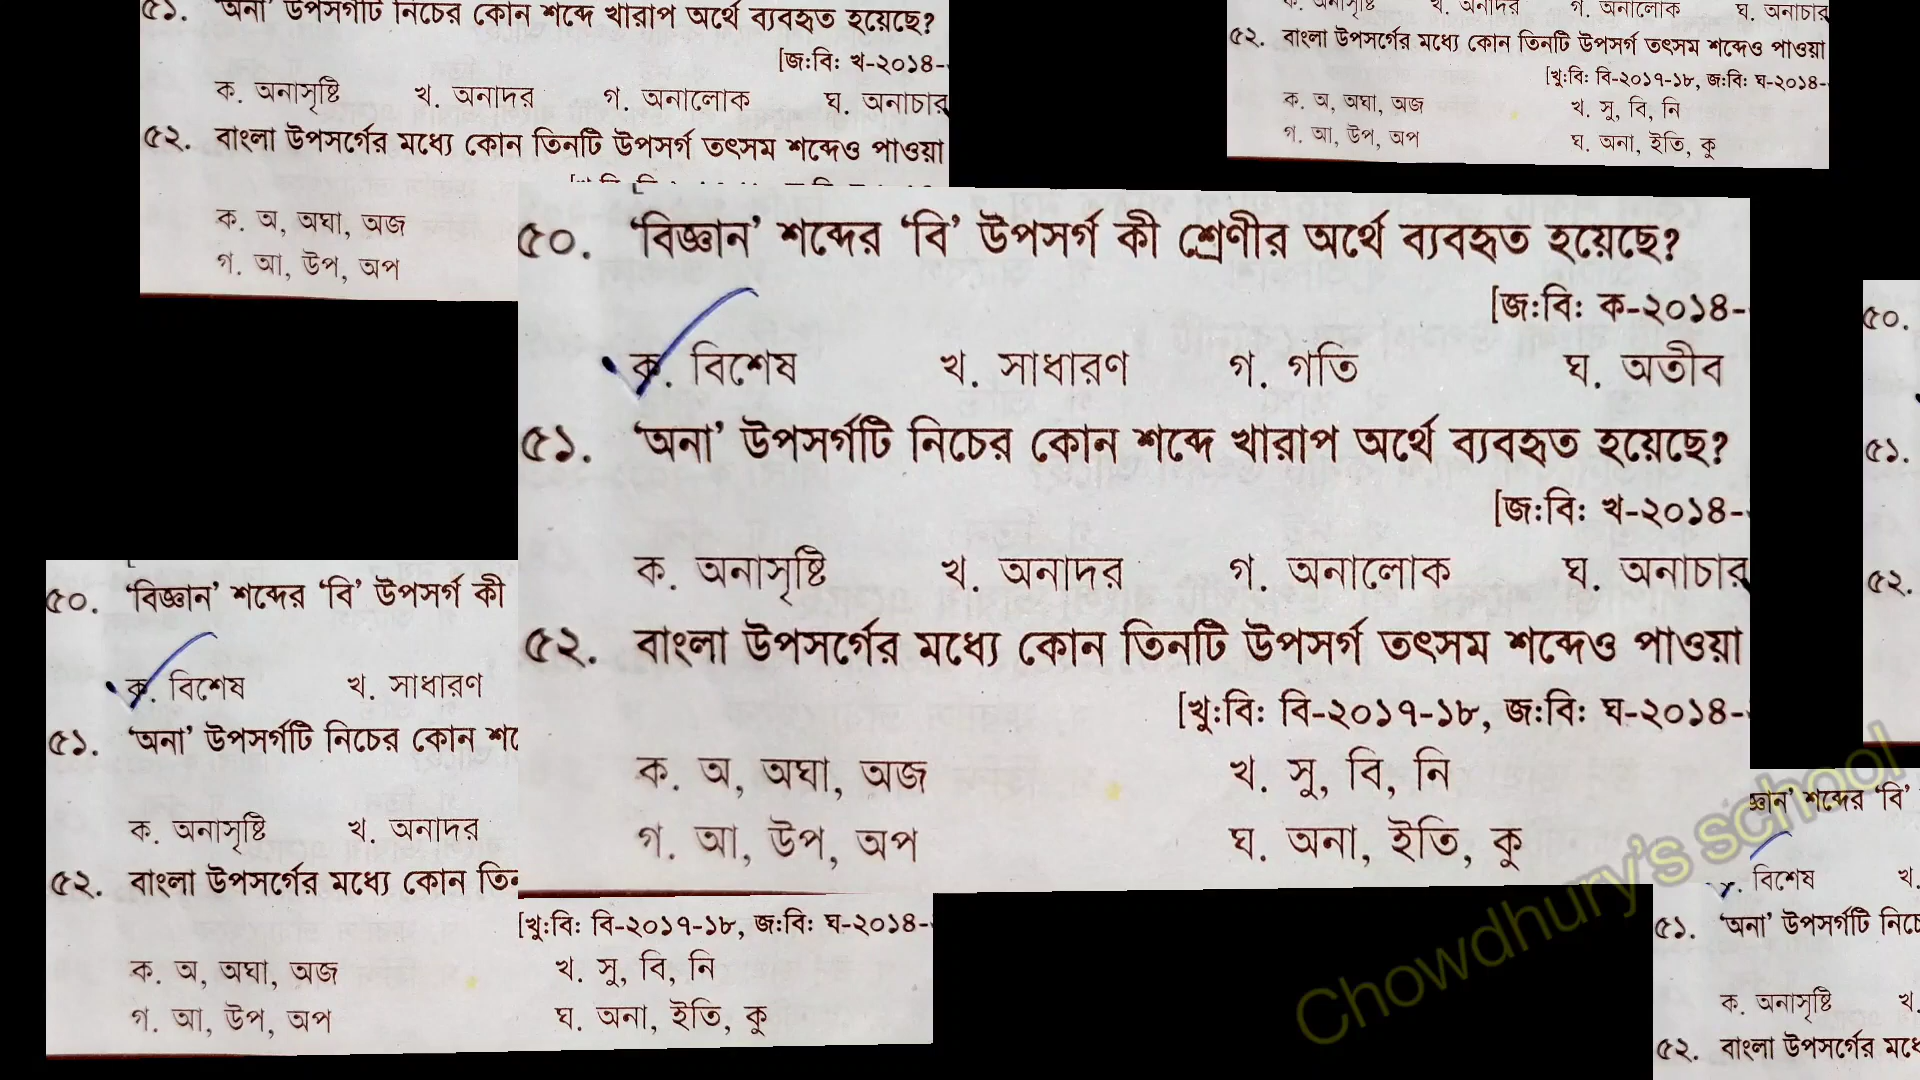 ৫১. 'অনা' উপসর্গটি নিচের কোন শব্দে খারাপ অর্থে ব্যবহৃত হয়েছে?
[জ:বি: খ-২০১৪-
ক. অনাসৃষ্টি খ. অনাদর গ. অনালোক ঘ. অনাচার
৫২. বাংলা উপসর্গের মধ্যে কোন তিনটি উপসর্গ তৎসম শব্দেও পাওয়া
ক. অ, অঘা, অজ
গ. আ, উপ, অপ
ক. অনাসৃষ্টি খ. অনাদর গ. অনালোক ঘ. অনাচার
৫২. বাংলা উপসর্গের মধ্যে কোন তিনটি উপসর্গ তৎসম শব্দেও পাওয়া
[খু:বি: বি-২০১৭-১৮, জ:বি: ঘ-২০১৪-
ক. অ, অঘা, অজ খ. সু, বি, নি
গ. আ, উপ, অপ ঘ. অনা, ইতি, কু
৫০. 'বিজ্ঞান' শব্দের 'বি' উপসর্গ কী শ্রেণীর অর্থে ব্যবহৃত হয়েছে?
[জ:বি: ক-২০১৪-
ক. বিশেষ খ. সাধারণ গ. গতি ঘ. অতীব
৫১. 'অনা' উপসর্গটি নিচের কোন শব্দে খারাপ অর্থে ব্যবহৃত হয়েছে?
[জ:বি: খ-২০১৪-
ক. অনাসৃষ্টি খ. অনাদর গ. অনালোক ঘ. অনাচার
৫২. বাংলা উপসর্গের মধ্যে কোন তিনটি উপসর্গ তৎসম শব্দেও পাওয়া
[খু:বি: বি-২০১৭-১৮, জ:বি: ঘ-২০১৪-
ক. অ, অঘা, অজ খ. সু, বি, নি
গ. আ, উপ, অপ ঘ. অনা, ইতি, কু
৫০.
৫১.
৫২.
৫০. 'বিজ্ঞান' শব্দের 'বি' উপসর্গ কী
ক. বিশেষ খ. সাধারণ
৫১. 'অনা' উপসর্গটি নিচের কোন
ক. অনাসৃষ্টি খ. অনাদর
৫২. বাংলা উপসর্গের মধ্যে কোন
[খু:বি: বি-২০১৭-১৮, জ:বি: ঘ-২০১৪-
ক. অ, অঘা, অজ খ. সু, বি, নি
গ. আ, উপ, অপ ঘ. অনা, ইতি, কু
শব্দের 'বি'
বিশেষ খ.
৫১. 'অনা' উপসর্গটি
ক. অনাসৃষ্টি খ.
৫২. বাংলা উপসর্গের
Chowdhury's school